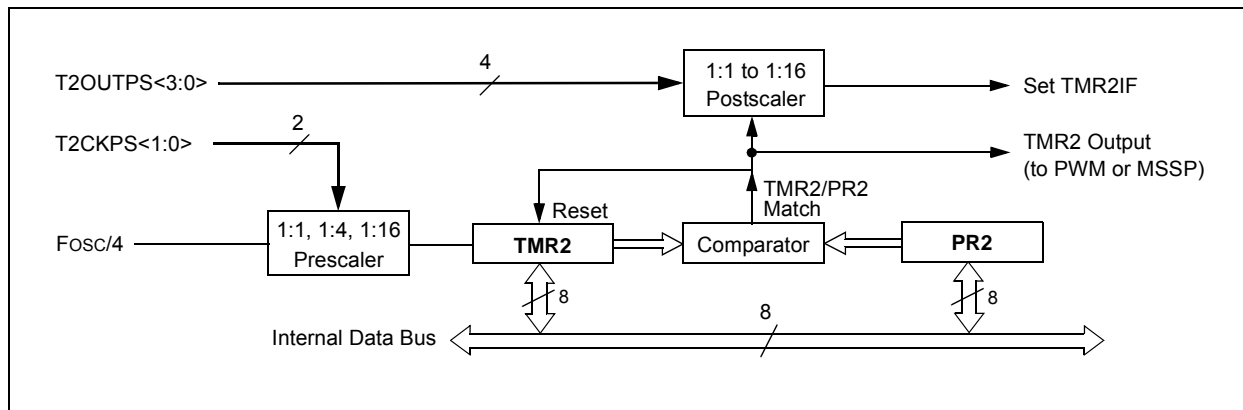 T2OUTPS<3:0>
4
1:1 to 1:16
Postscaler
Set TMR2IF
T2CKPS<1:0>
2
TMR2 Output
(to PWM or MSSP)
TMR2/PR2
Match
Reset
FOSC/4
1:1, 1:4, 1:16
Prescaler
TMR2
Comparator
PR2
8
8
8
Internal Data Bus